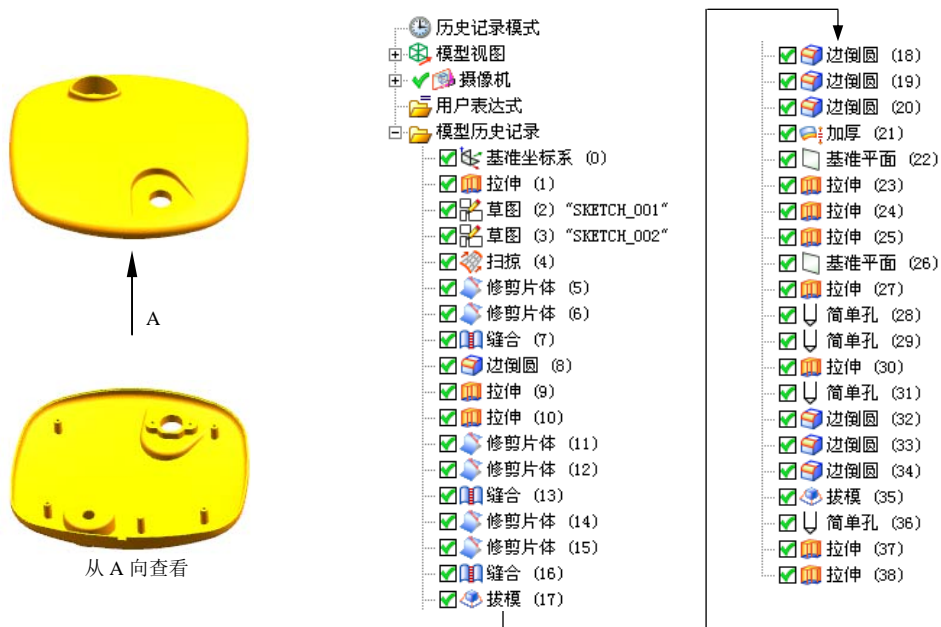 A
从 A 向查看
历史记录模式
模型视图
摄像机
用户表达式
模型历史记录
基准坐标系 (0)
拉伸 (1)
草图 (2) "SKETCH_001"
草图 (3) "SKETCH_002"
扫掠 (4)
修剪片体 (5)
修剪片体 (6)
缝合 (7)
边倒圆 (8)
拉伸 (9)
拉伸 (10)
修剪片体 (11)
修剪片体 (12)
缝合 (13)
修剪片体 (14)
修剪片体 (15)
缝合 (16)
拔模 (17)
边倒圆 (18)
边倒圆 (19)
边倒圆 (20)
加厚 (21)
基准平面 (22)
拉伸 (23)
拉伸 (24)
拉伸 (25)
基准平面 (26)
拉伸 (27)
简单孔 (28)
简单孔 (29)
拉伸 (30)
简单孔 (31)
边倒圆 (32)
边倒圆 (33)
边倒圆 (34)
拔模 (35)
简单孔 (36)
拉伸 (37)
拉伸 (38)